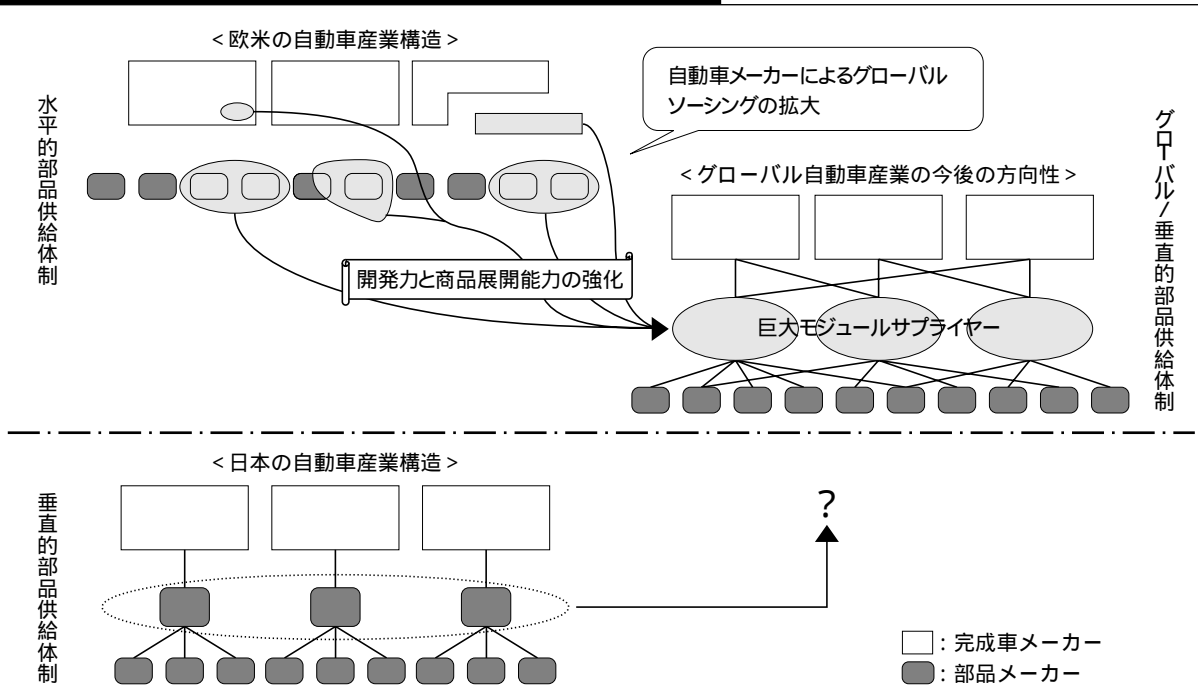 <欧米の自動車産業構造>
自動車メーカーによるグローバル
ソーシングの拡大
水平的部品供給体制
グローバル/垂直的部品供給体制
<グローバル自動車産業の今後の方向性>
開発力と商品展開能力の強化
巨大モジュールサプライヤー
<日本の自動車産業構造>
垂直的部品供給体制
?
:完成車メーカー
:部品メーカー